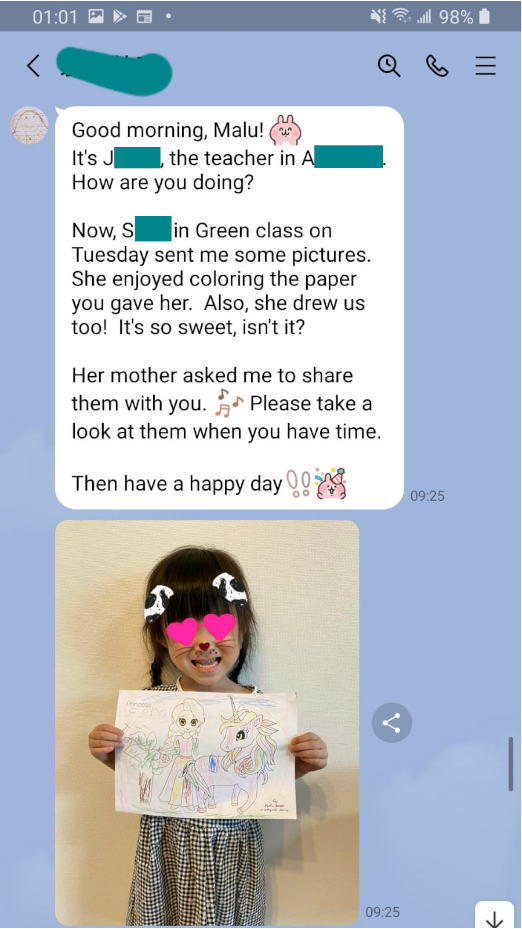 01:01
98%
Good morning, Malu!
It's J, the teacher in A.
How are you doing?
Now, S in Green class on
Tuesday sent me some pictures.
She enjoyed coloring the paper
you gave her. Also, she drew us
too! It's so sweet, isn't it?
Her mother asked me to share
them with you. Please take a
look at them when you have time.
Then have a happy day
09:25
Princess
09:25